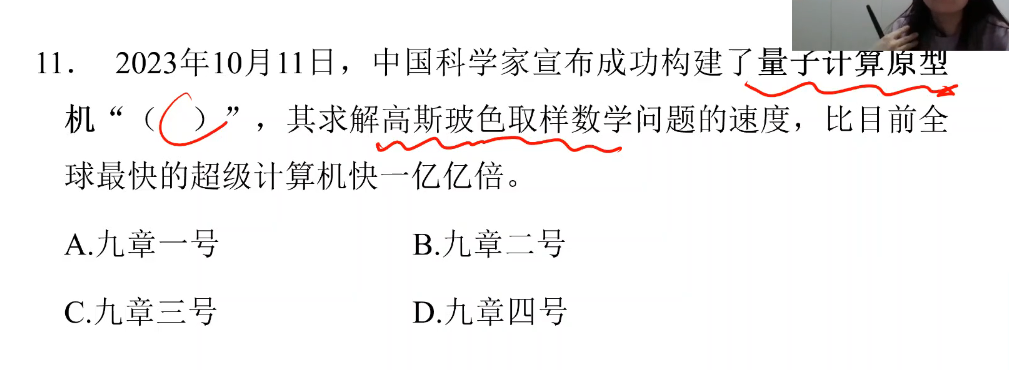 11. 2023年10月11日，中国科学家宣布成功构建了量子计算原型
机“（ ）”，其求解高斯玻色取样数学问题的速度，比目前全
球最快的超级计算机快一亿亿倍。
A.九章一号 B.九章二号
C.九章三号 D.九章四号